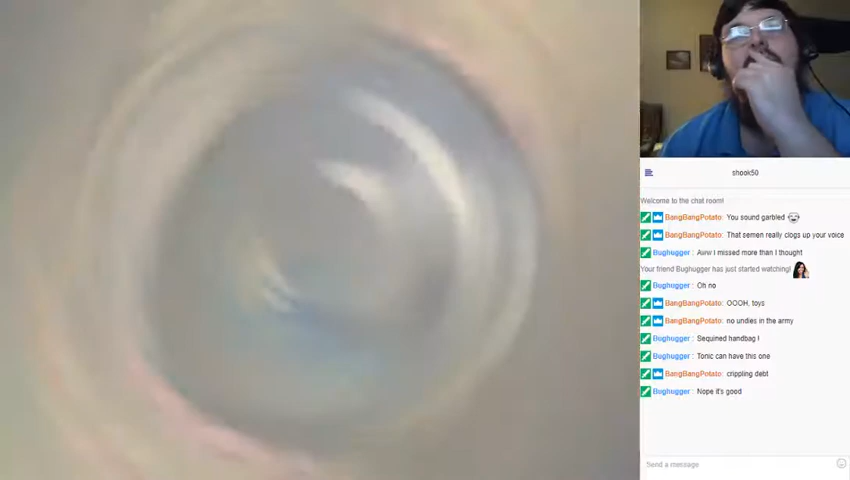 shook50
Welcome to the chat room!
BangBangPotato: You sound garbled
BangBangPotato: That semen really clogs up your voice
Bughugger: Aww I missed more than I thought
Your friend Bughugger has just started watching!
Bughugger: Oh no
BangBangPotato: OOOH, toys
BangBangPotato: no undies in the army
Bughugger: Sequined handbag !
Bughugger: Tonic can have this one
BangBangPotato: crippling debt
Bughugger: Nope it's good
Send a message